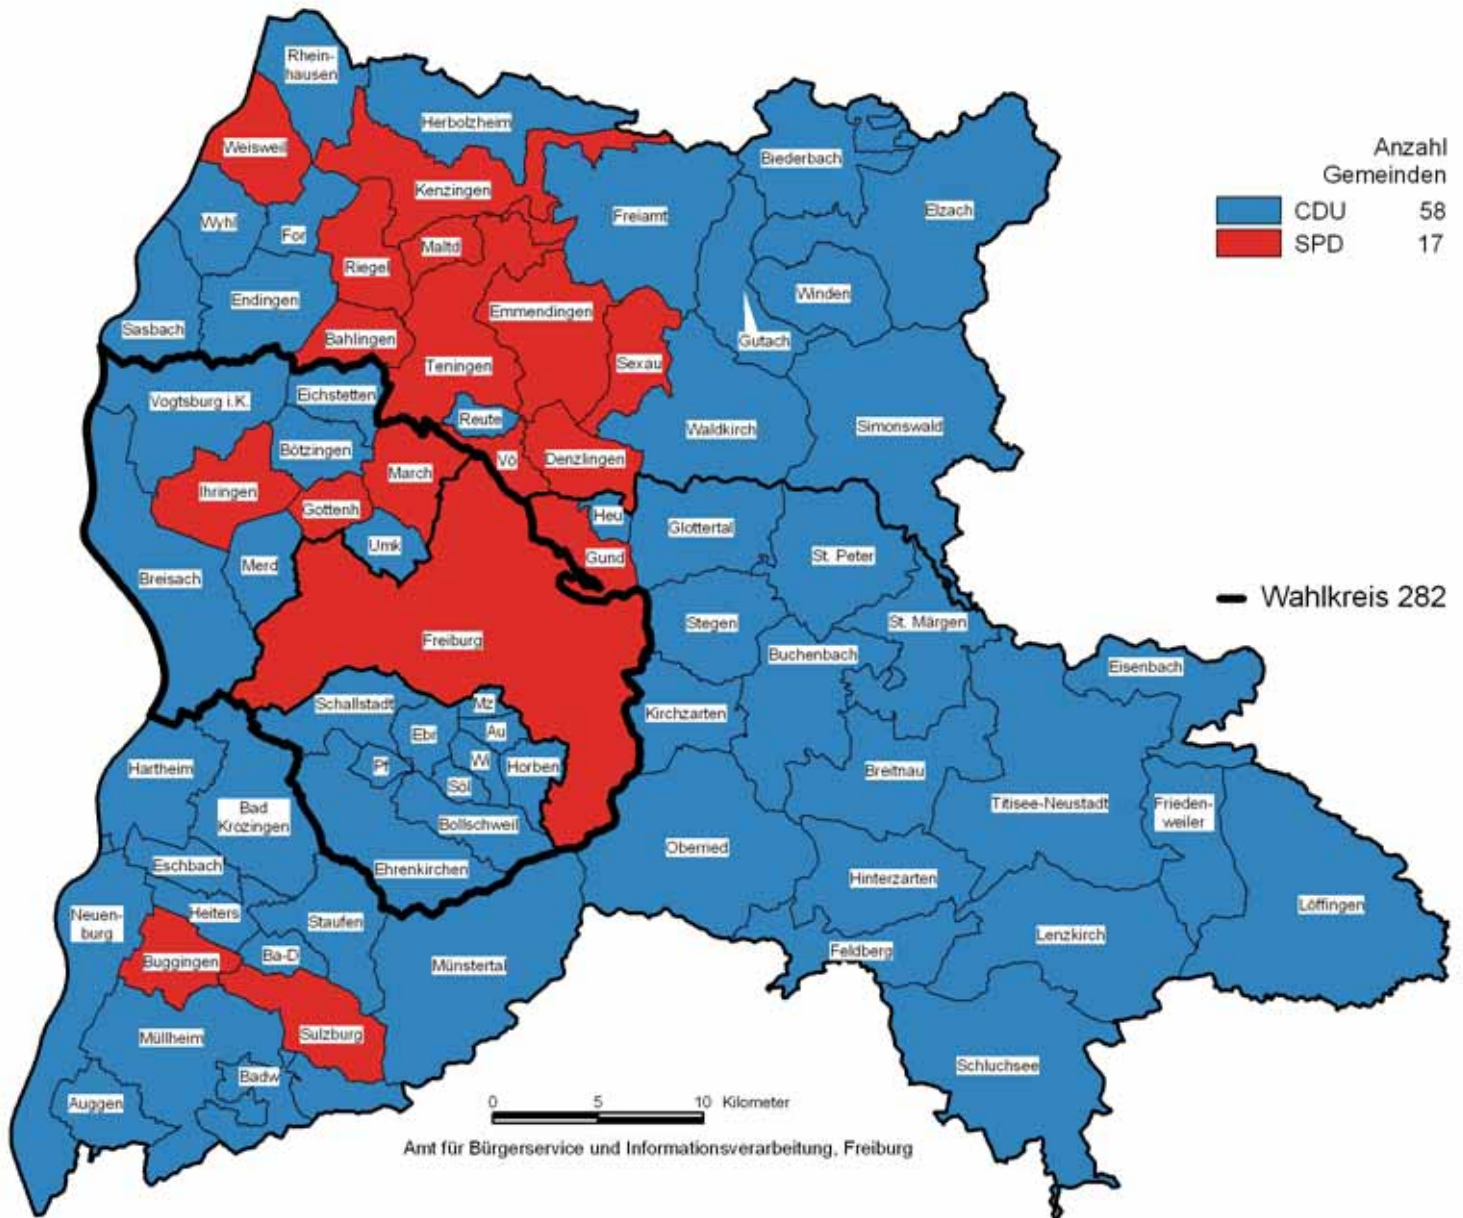 Rhein-
hausen
Herbolzheim
Weisweil
Biederbach
Kenzingen
Elzach
Freiamt
Wyhl
For
Maltd
Riegel
Winden
Endingen
Emmendingen
Sasbach
Bahlingen
Gutach
Sexau
Teningen
Eichstetten
Vogtsburg i.K.
Reute
Waldkirch
Simonswald
Bötzingen
Vö
Denzlingen
March
Ihringen
Gottenh
Heu
Glottertal
Umk
Gund
St. Peter
Merd
Breisach
Stegen
St. Märgen
Freiburg
Buchenbach
Eisenbach
Schallstadt
Mz
Kirchzarten
Ebr
Au
Pf
Wi
Horben
Hartheim
Breitnau
Söl
Titisee-Neustadt
Frieden-
weiler
Bad
Krozingen
Bollschweil
Oberried
Eschbach
Ehrenkirchen
Hinterzarten
Löffingen
Neuen-
burg
Heiters
Staufen
Lenzkirch
Feldberg
Ba-D
Buggingen
Münstertal
Müllheim
Sulzburg
Schluchsee
Badw
Auggen
Anzahl
Gemeinden
CDU 58
SPD 17
Wahlkreis 282
0 5 10 Kilometer
Amt für Bürgerservice und Informationsverarbeitung, Freiburg